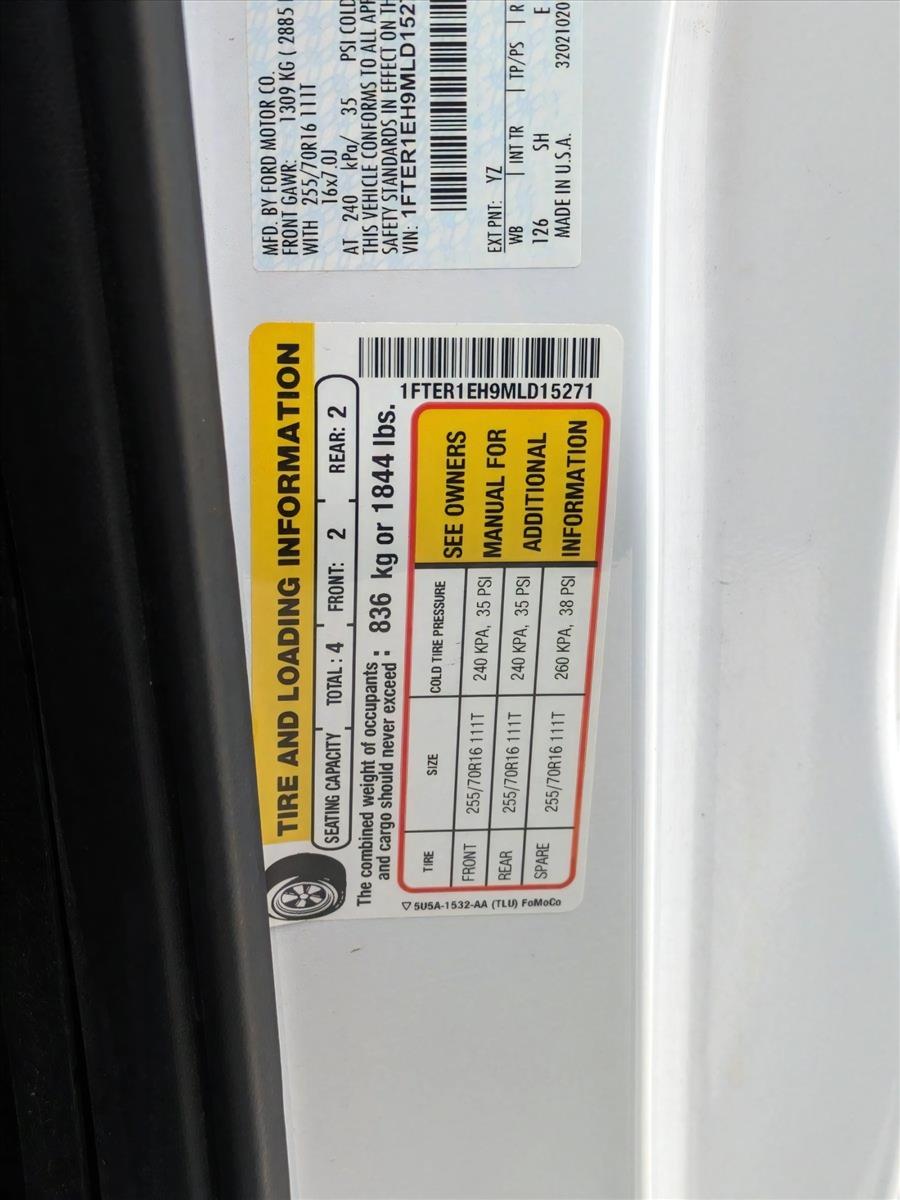 TIRE AND LOADING INFORMATION
SEATING CAPACITY TOTAL : 4 FRONT: 2 REAR: 2
The combined weight of occupants
and cargo should never exceed : 836 kg or 1844 lbs.
1FTER1EH9MLD15271
TIRE SIZE COLD TIRE PRESSURE
FRONT 255/70R16 111T 240 KPA, 35 PSI
REAR 255/70R16 111T 240 KPA, 35 PSI
SPARE 255/70R16 111T 260 KPA, 38 PSI
SEE OWNERS
MANUAL FOR
ADDITIONAL
INFORMATION
5U5A-1532-AA (TLU) FoMoCo
MFD. BY FORD MOTOR CO.
FRONT GAWR: 1309 KG ( 2885
WITH 255/70R16 111T
16x7.0J
AT 240 kPa/ 35 PSI COLD
THIS VEHICLE CONFORMS TO ALL
SAFETY STANDARDS IN EFFECT ON
VIN: 1FTER1EH9MLD1527
EXT PNT: YZ
WB INT TR TP/PS R
126 SH E
MADE IN U.S.A. 32021020